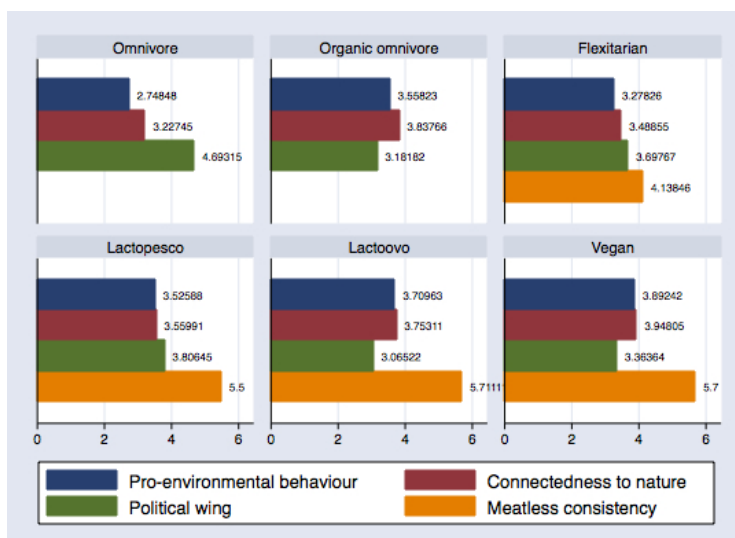 Omnivore Organic omnivore Flexitarian
2.74848 3.55823 3.27826
3.22745 3.83766 3.48855
4.69315 3.18182 3.69767
4.13846
Lactopesco Lactoovo Vegan
3.52588 3.70963 3.89242
3.55991 3.75311 3.94805
3.80645 3.06522 3.36364
5.5 5.7111 5.7
0 2 4 6 0 2 4 6 0 2 4 6
Pro-environmental behaviour Connectedness to nature
Political wing Meatless consistency